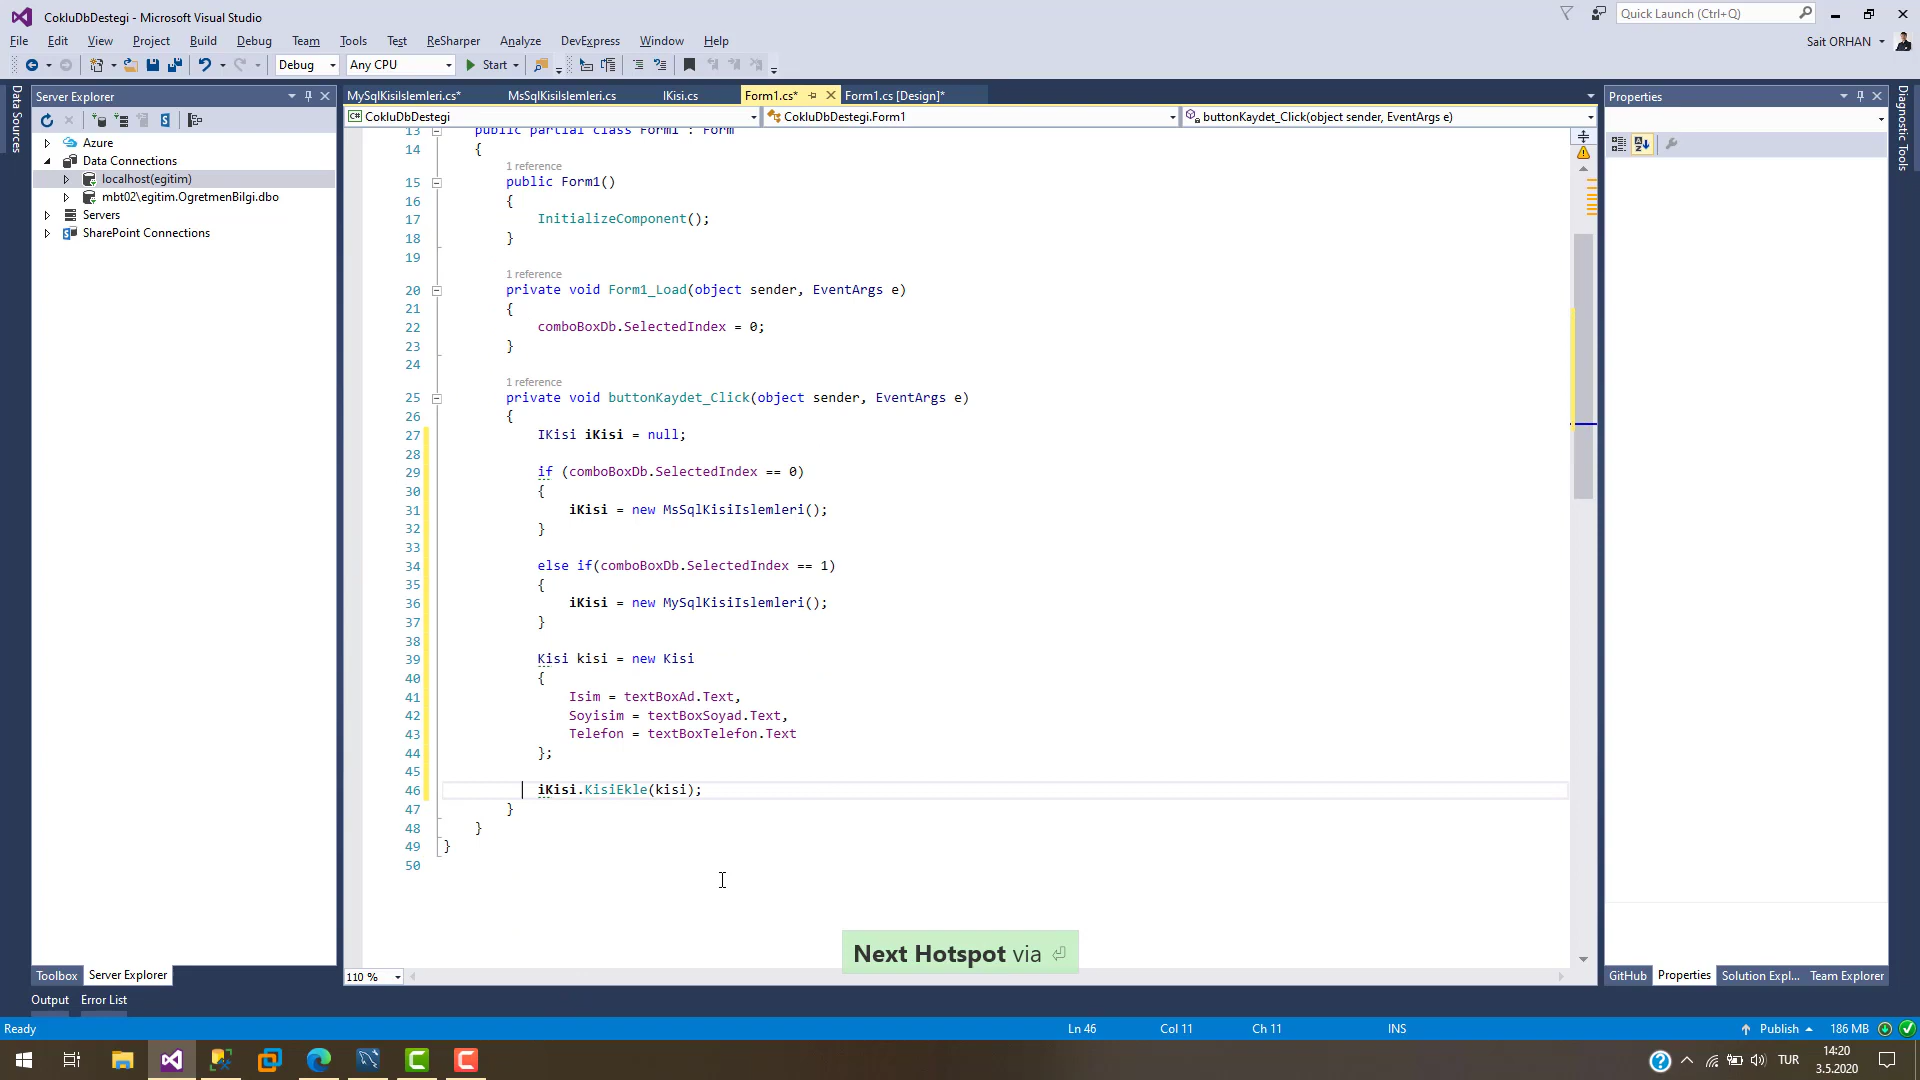 CokluDbDestegi - Microsoft Visual Studio
Quick Launch (Ctrl+Q)
File Edit View Project Build Debug Team Tools Test ReSharper Analyze DevExpress Window Help
Sait ORHAN
Debug Any CPU Start
Data Sources
Server Explorer
MySqlKisiIslemleri.cs* MsSqlKisiIslemleri.cs IKisi.cs Form1.cs* Form1.cs [Design]*
Properties
Diagnostic Tools
CokluDbDestegi CokluDbDestegi.Form1 buttonKaydet_Click(object sender, EventArgs e)
Azure
Data Connections
localhost(egitim)
mbt02\egitim.OgretmenBilgi.dbo
Servers
SharePoint Connections
13 public partial class Form1 : Form
14 {
1 reference
15 public Form1()
16 {
17 InitializeComponent();
18 }
19
1 reference
20 private void Form1_Load(object sender, EventArgs e)
21 {
22 comboBoxDb.SelectedIndex = 0;
23 }
24
1 reference
25 private void buttonKaydet_Click(object sender, EventArgs e)
26 {
27 IKisi iKisi = null;
28
29 if (comboBoxDb.SelectedIndex == 0)
30 {
31 iKisi = new MsSqlKisiIslemleri();
32 }
33
34 else if(comboBoxDb.SelectedIndex == 1)
35 {
36 iKisi = new MySqlKisiIslemleri();
37 }
38
39 Kisi kisi = new Kisi
40 {
41 Isim = textBoxAd.Text,
42 Soyisim = textBoxSoyad.Text,
43 Telefon = textBoxTelefon.Text
44 };
45
46 iKisi.KisiEkle(kisi);
47 }
48 }
49 }
50
Next Hotspot via ⏎
110 %
Toolbox Server Explorer
GitHub Properties Solution Expl... Team Explorer
Output Error List
Ready Ln 46 Col 11 Ch 11 INS Publish 186 MB
TUR
14:20
3.5.2020